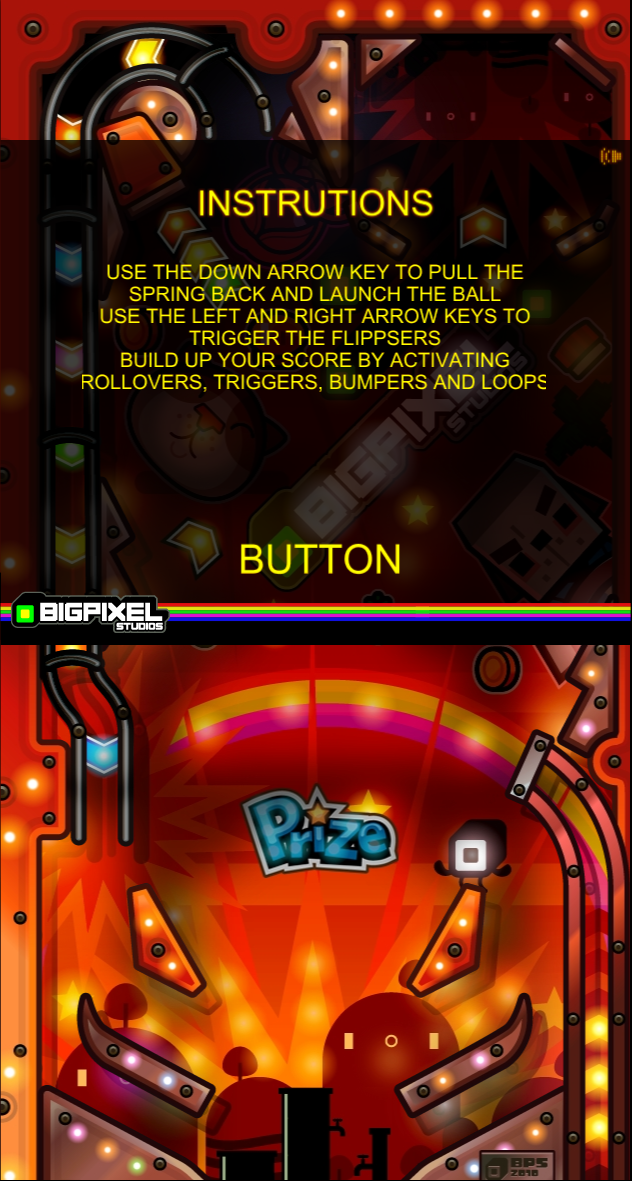 INSTRUTIONS
USE THE DOWN ARROW KEY TO PULL THE
SPRING BACK AND LAUNCH THE BALL
USE THE LEFT AND RIGHT ARROW KEYS TO
TRIGGER THE FLIPPSERS
BUILD UP YOUR SCORE BY ACTIVATING
ROLLOVERS, TRIGGERS, BUMPERS AND LOOPS
BIGPIXEL
STUDIOS
BUTTON
BIGPIXEL
STUDIOS
Prize
BPS
2010